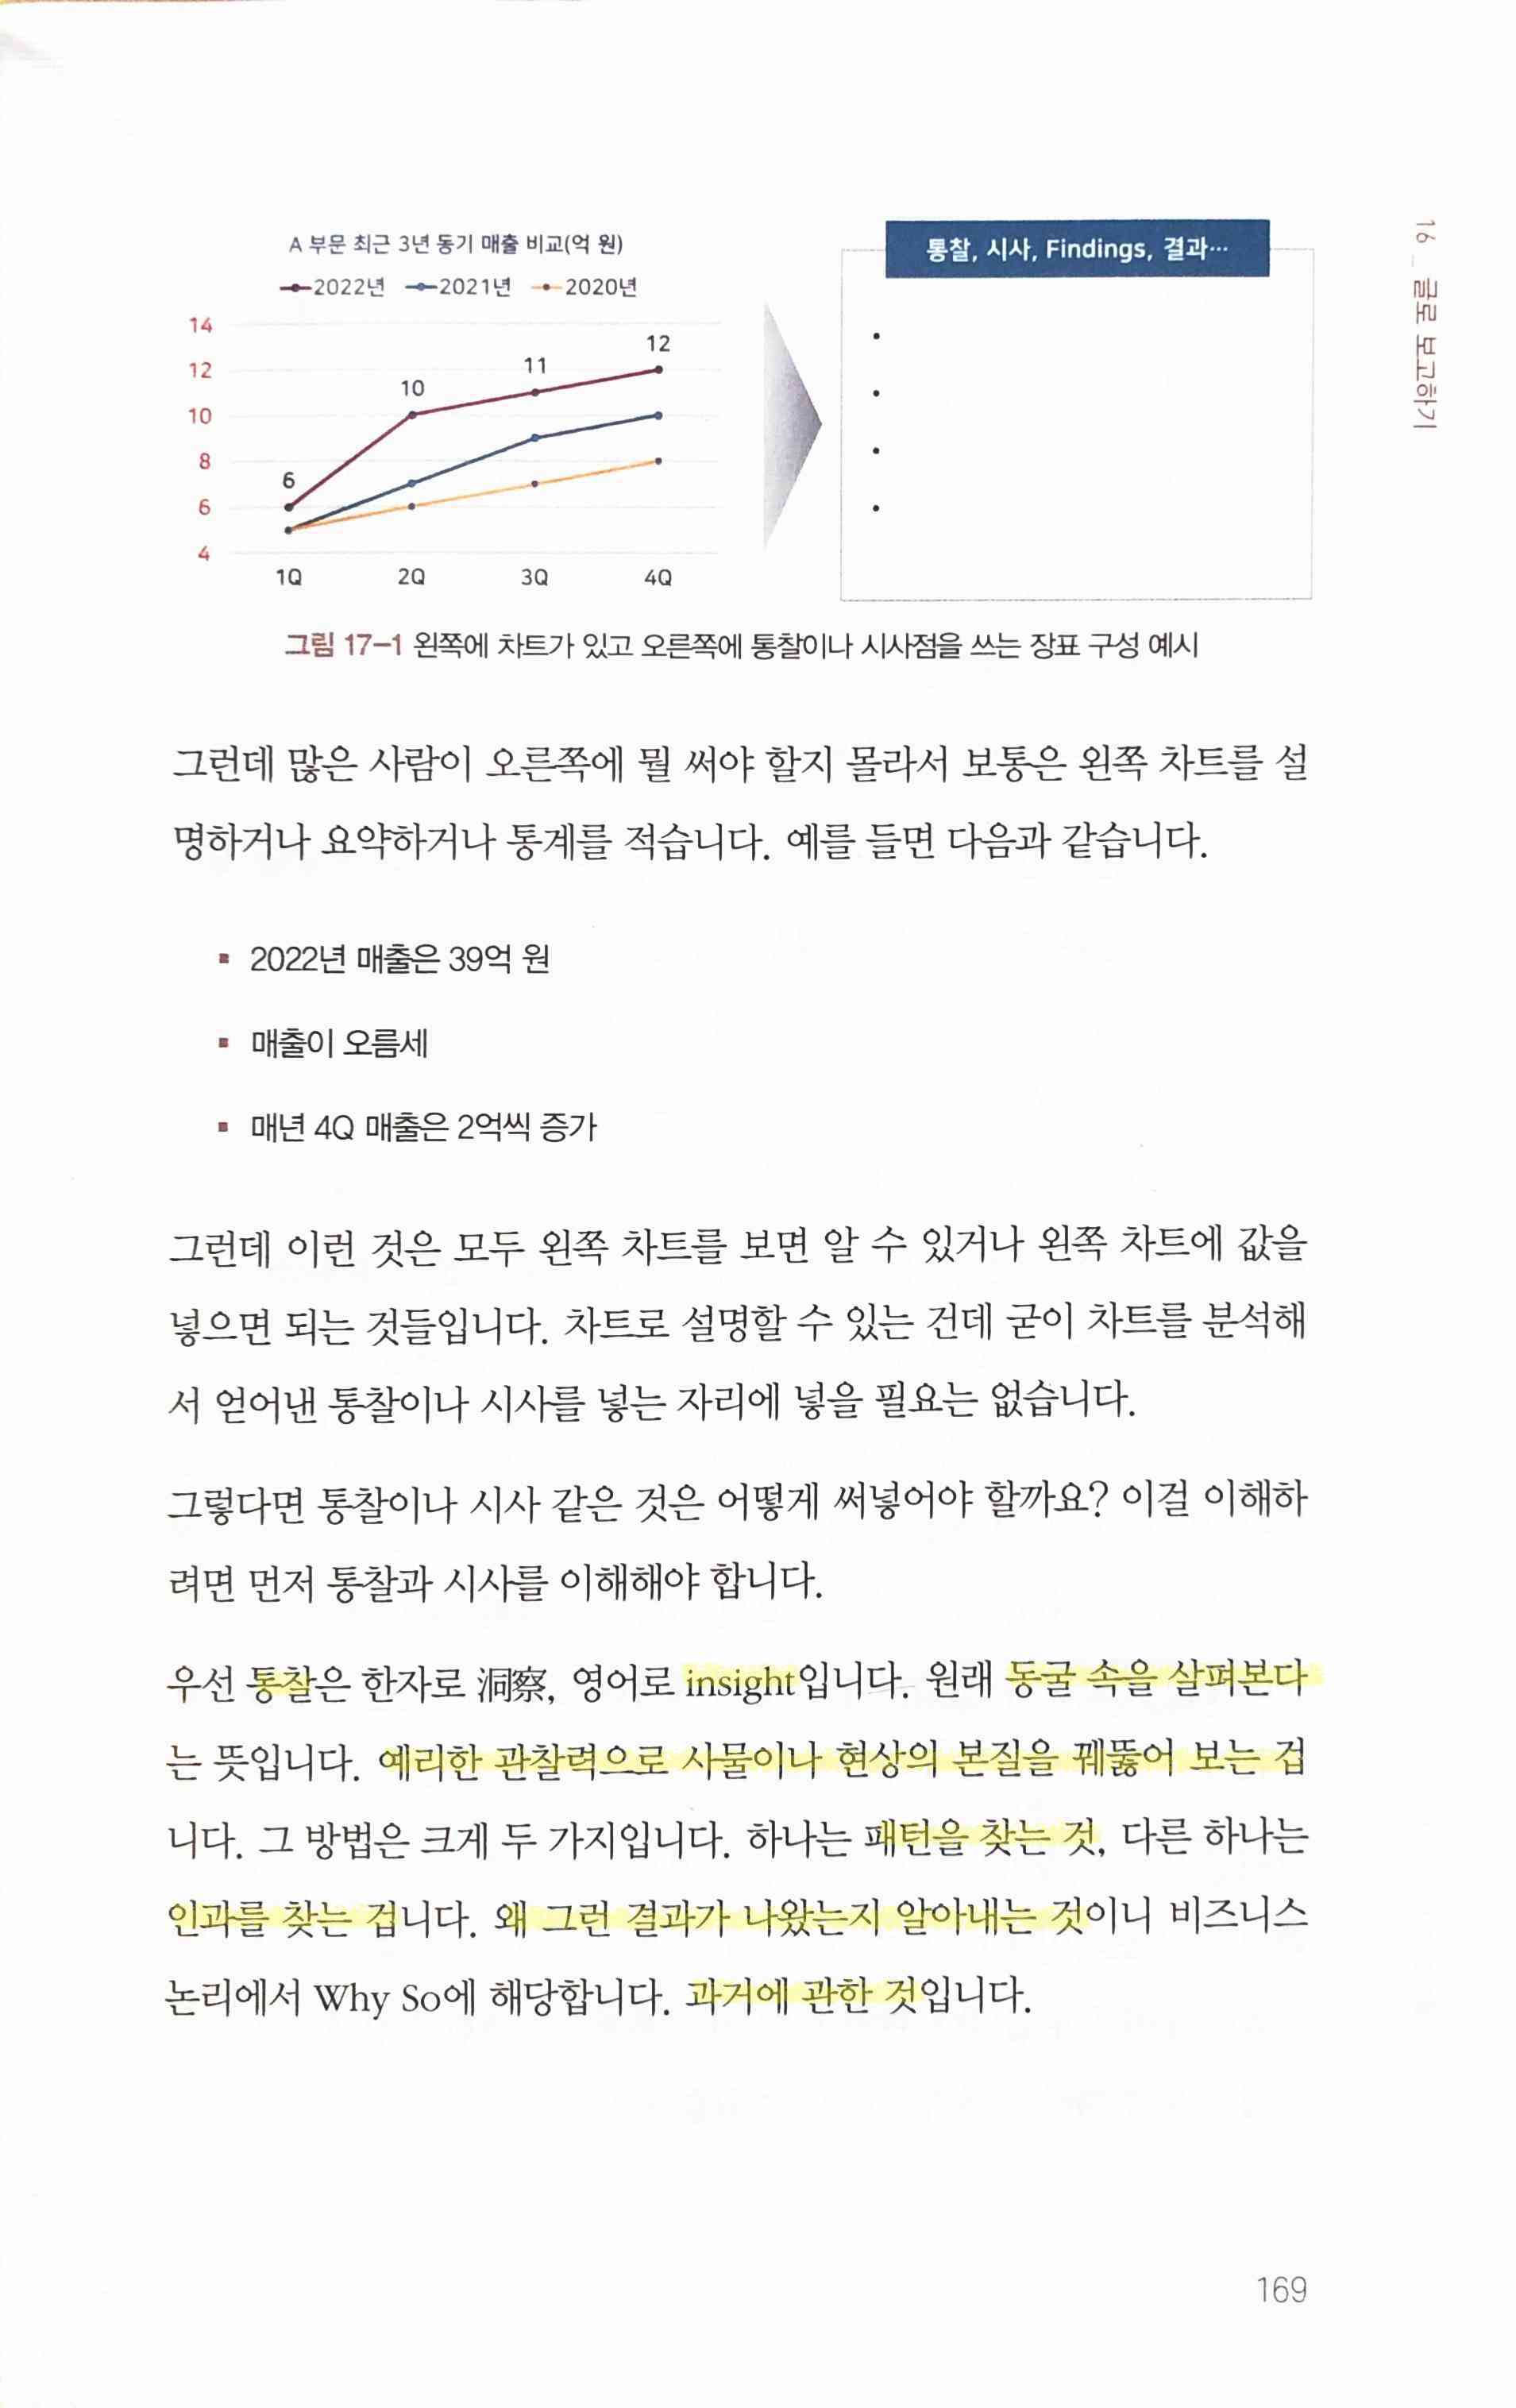 16 _ 글로 보고하기
A 부문 최근 3년 동기 매출 비교(억 원)
2022년 2021년 2020년
14
12
10
8
6
4
6
10
11
12
1Q 2Q 3Q 4Q
통찰, 시사, Findings, 결과…
•
•
•
•
그림 17-1 왼쪽에 차트가 있고 오른쪽에 통찰이나 시사점을 쓰는 장표 구성 예시
그런데 많은 사람이 오른쪽에 뭘 써야 할지 몰라서 보통은 왼쪽 차트를 설
명하거나 요약하거나 통계를 적습니다. 예를 들면 다음과 같습니다.
▪ 2022년 매출은 39억 원
▪ 매출이 오름세
▪ 매년 4Q 매출은 2억씩 증가
그런데 이런 것은 모두 왼쪽 차트를 보면 알 수 있거나 왼쪽 차트에 값을
넣으면 되는 것들입니다. 차트로 설명할 수 있는 건데 굳이 차트를 분석해
서 얻어낸 통찰이나 시사를 넣는 자리에 넣을 필요는 없습니다.
그렇다면 통찰이나 시사 같은 것은 어떻게 써넣어야 할까요? 이걸 이해하
려면 먼저 통찰과 시사를 이해해야 합니다.
우선 통찰은 한자로 洞察, 영어로 insight입니다. 원래 동굴 속을 살펴본다
는 뜻입니다. 예리한 관찰력으로 사물이나 현상의 본질을 꿰뚫어 보는 겁
니다. 그 방법은 크게 두 가지입니다. 하나는 패턴을 찾는 것, 다른 하나는
인과를 찾는 겁니다. 왜 그런 결과가 나왔는지 알아내는 것이니 비즈니스
논리에서 Why So에 해당합니다. 과거에 관한 것입니다.
169